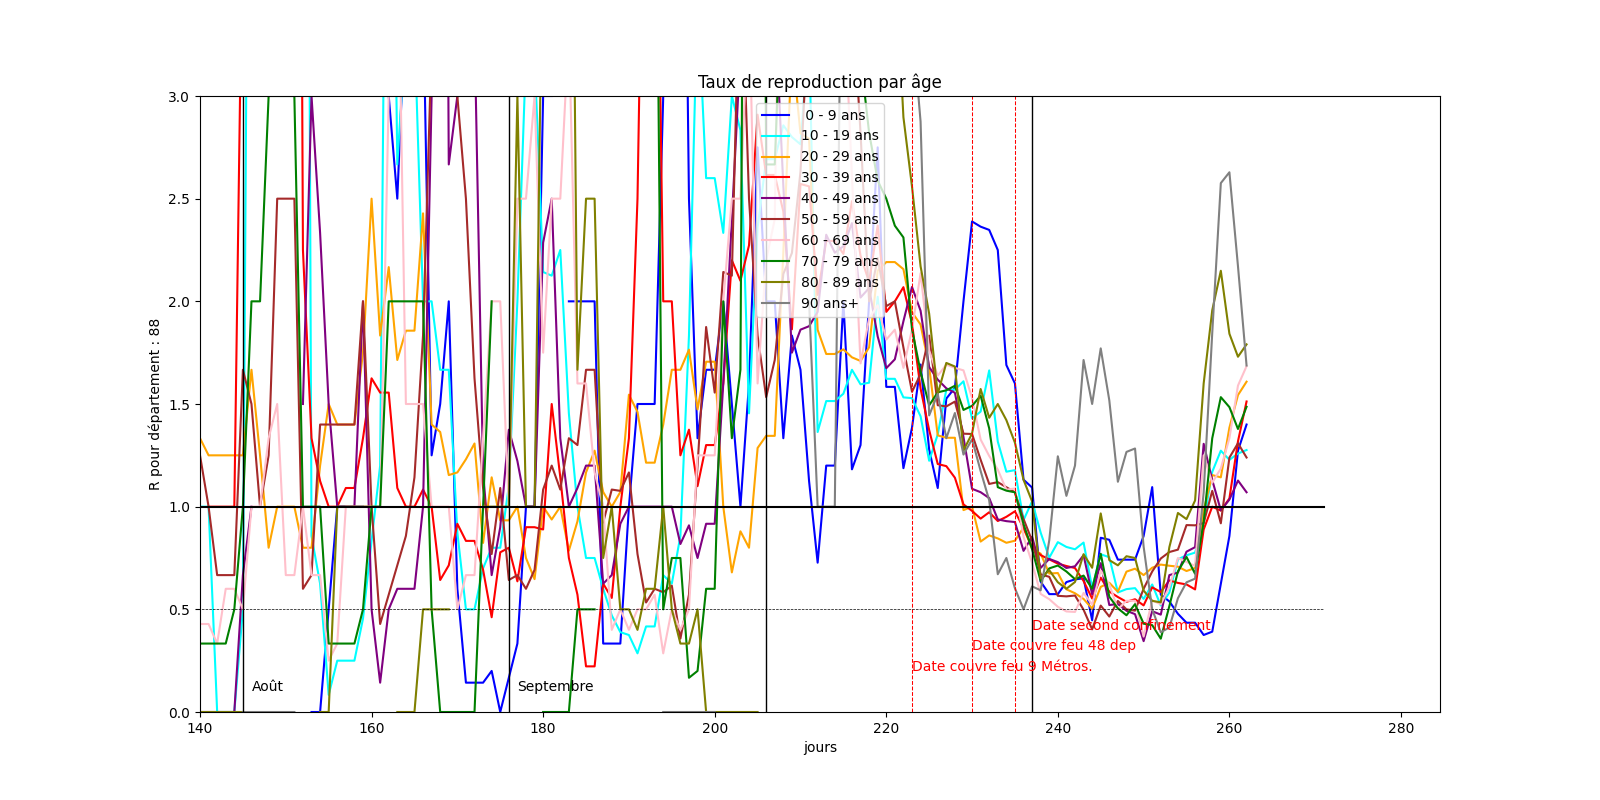 Taux de reproduction par âge
R pour département : 88
3.0
2.5
2.0
1.5
1.0
0.5
0.0
0 - 9 ans
10 - 19 ans
20 - 29 ans
30 - 39 ans
40 - 49 ans
50 - 59 ans
60 - 69 ans
70 - 79 ans
80 - 89 ans
90 ans+
Date second confinement
Date couvre feu 48 dep
Date couvre feu 9 Métros.
Août
Septembre
140 160 180 200 220 240 260 280
jours